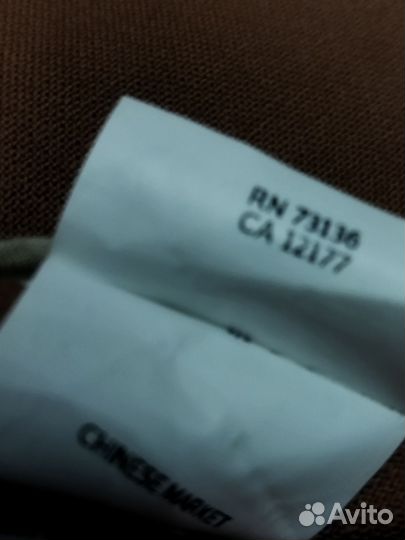 RN 73136
CA 12177
CHINESE MARKET
Avito